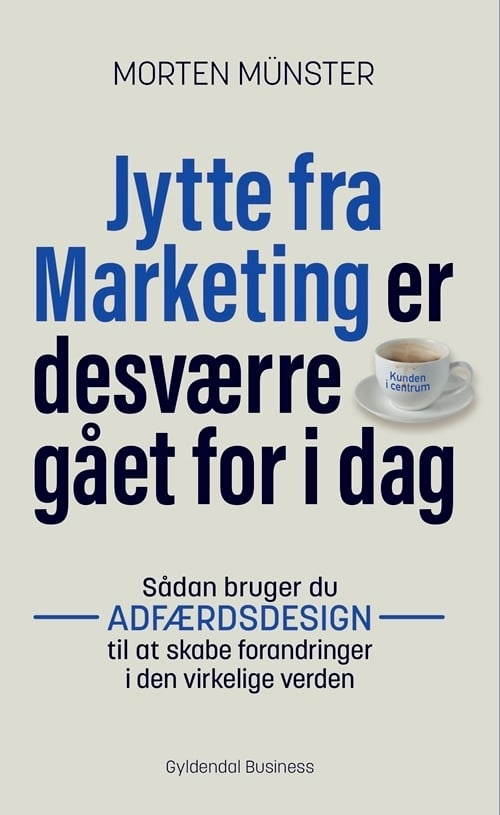 MORTEN MÜNSTER
Jytte fra
Marketing er
desværre
Kunden
i centrum
gået for i dag
Sådan bruger du
ADFÆRDSDESIGN
til at skabe forandringer
i den virkelige verden
Gyldendal Business